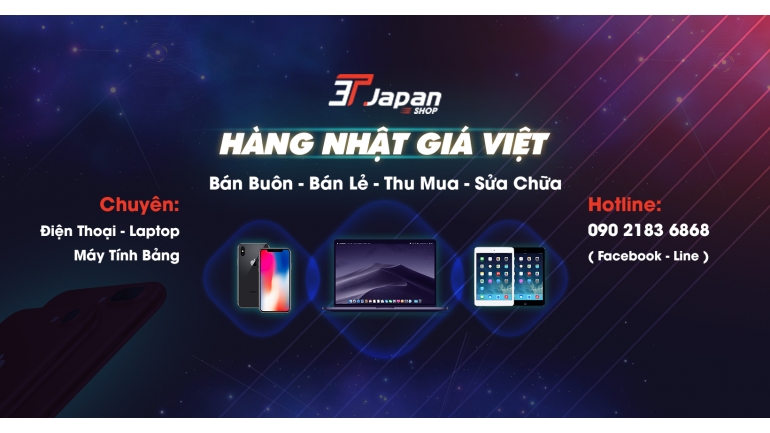 3T Japan
SHOP
HÀNG NHẬT GIÁ VIỆT
Bán Buôn - Bán Lẻ - Thu Mua - Sửa Chữa
Chuyên:
Điện Thoại - Laptop
Máy Tính Bảng
Hotline:
090 2183 6868
( Facebook - Line )